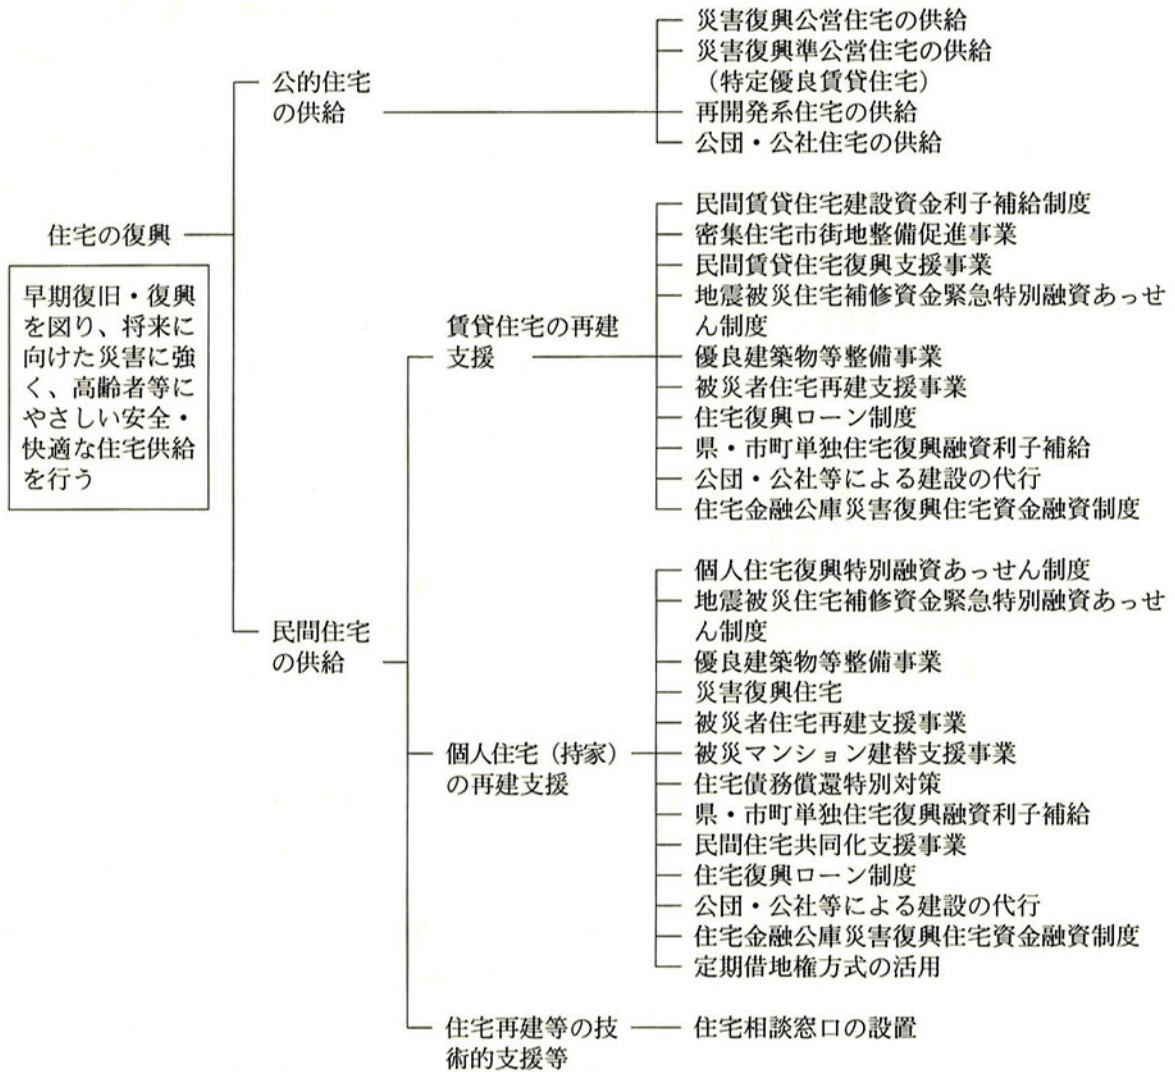 住宅の復興
早期復旧・復興
を図り、将来に
向けた災害に強
く、高齢者等に
やさしい安全・
快適な住宅供給
を行う
公的住宅
の供給
災害復興公営住宅の供給
災害復興準公営住宅の供給
（特定優良賃貸住宅）
再開発系住宅の供給
公団・公社住宅の供給
民間住宅
の供給
賃貸住宅の再建
支援
民間賃貸住宅建設資金利子補給制度
密集住宅市街地整備促進事業
民間賃貸住宅復興支援事業
地震被災住宅補修資金緊急特別融資あっせ
ん制度
優良建築物等整備事業
被災者住宅再建支援事業
住宅復興ローン制度
県・市町単独住宅復興融資利子補給
公団・公社等による建設の代行
住宅金融公庫災害復興住宅資金融資制度
個人住宅（持家）
の再建支援
個人住宅復興特別融資あっせん制度
地震被災住宅補修資金緊急特別融資あっせ
ん制度
優良建築物等整備事業
災害復興住宅
被災者住宅再建支援事業
被災マンション建替支援事業
住宅債務償還特別対策
県・市町単独住宅復興融資利子補給
民間住宅共同化支援事業
住宅復興ローン制度
公団・公社等による建設の代行
住宅金融公庫災害復興住宅資金融資制度
定期借地権方式の活用
住宅再建等の技
術的支援等
住宅相談窓口の設置